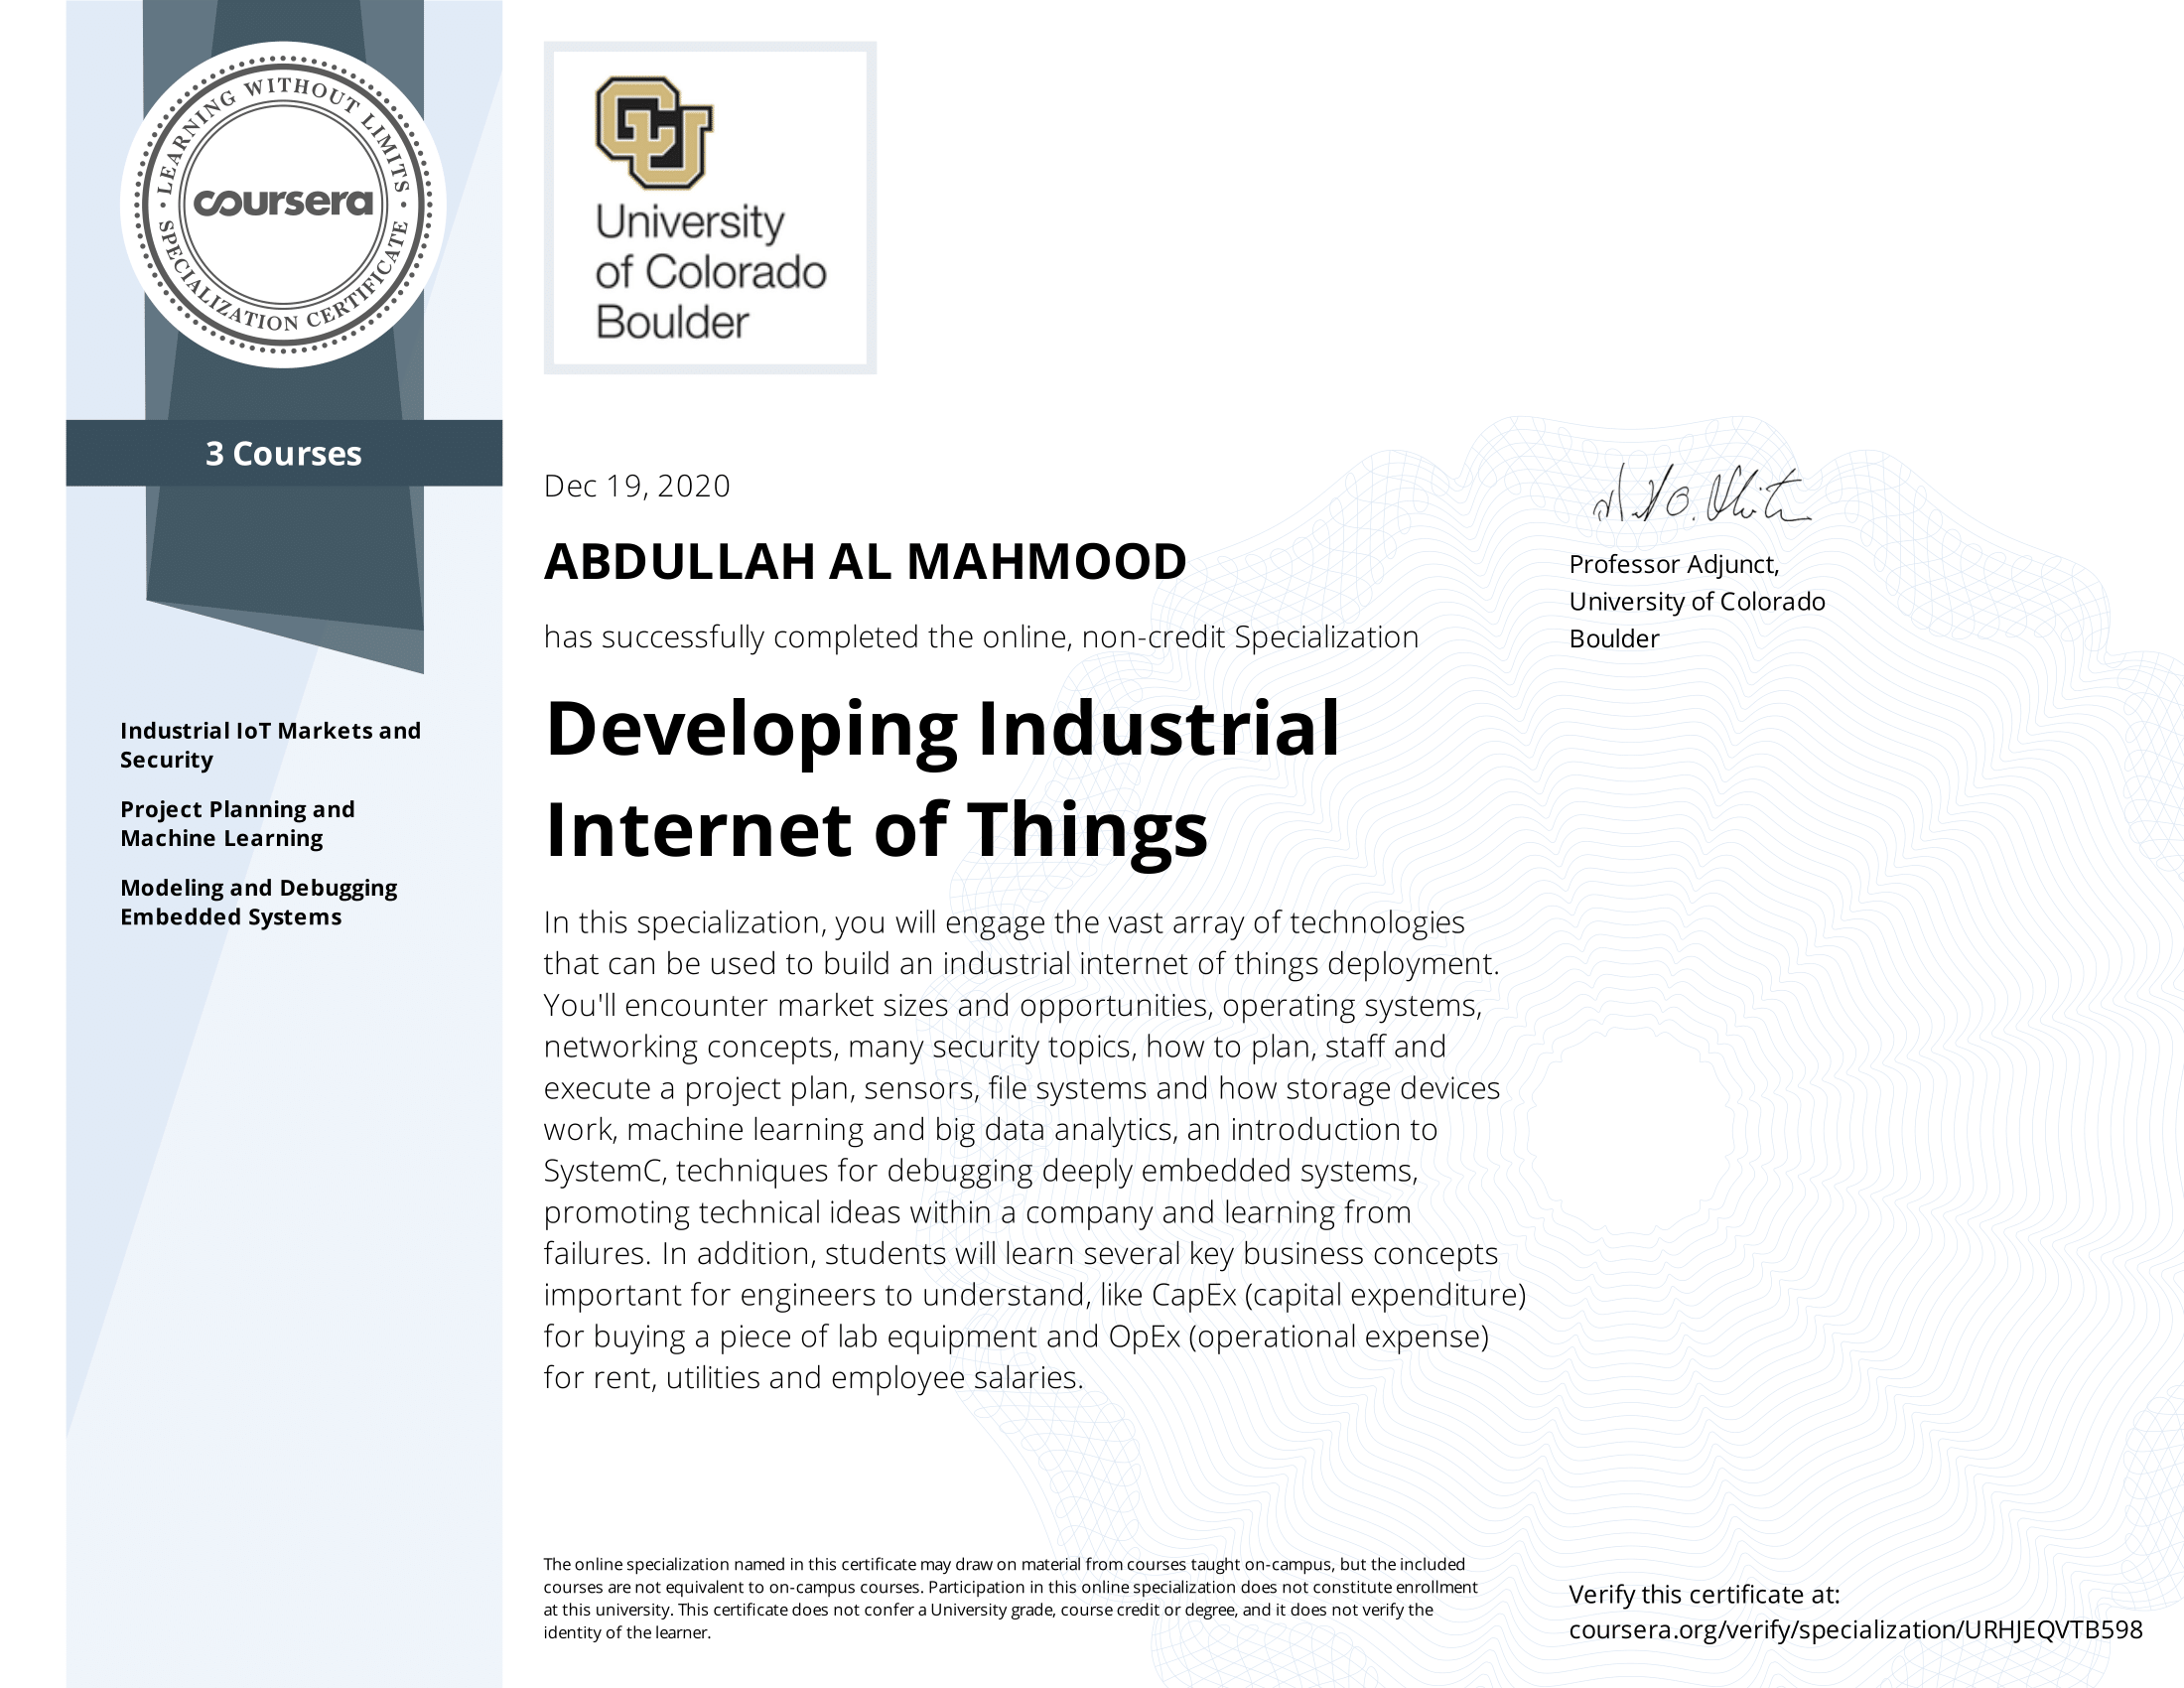 LEARNING WITHOUT LIMITS
coursera
SPECIALIZATION CERTIFICATE
3 Courses
Industrial IoT Markets and
Security
Project Planning and
Machine Learning
Modeling and Debugging
Embedded Systems
CU
University
of Colorado
Boulder
Dec 19, 2020
ABDULLAH AL MAHMOOD
has successfully completed the online, non-credit Specialization
Developing Industrial
Internet of Things
In this specialization, you will engage the vast array of technologies
that can be used to build an industrial internet of things deployment.
You'll encounter market sizes and opportunities, operating systems,
networking concepts, many security topics, how to plan, staff and
execute a project plan, sensors, file systems and how storage devices
work, machine learning and big data analytics, an introduction to
SystemC, techniques for debugging deeply embedded systems,
promoting technical ideas within a company and learning from
failures. In addition, students will learn several key business concepts
important for engineers to understand, like CapEx (capital expenditure)
for buying a piece of lab equipment and OpEx (operational expense)
for rent, utilities and employee salaries.
The online specialization named in this certificate may draw on material from courses taught on-campus, but the included
courses are not equivalent to on-campus courses. Participation in this online specialization does not constitute enrollment
at this university. This certificate does not confer a University grade, course credit or degree, and it does not verify the
identity of the learner.
Professor Adjunct,
University of Colorado
Boulder
Verify this certificate at:
coursera.org/verify/specialization/URHJEQVTB598